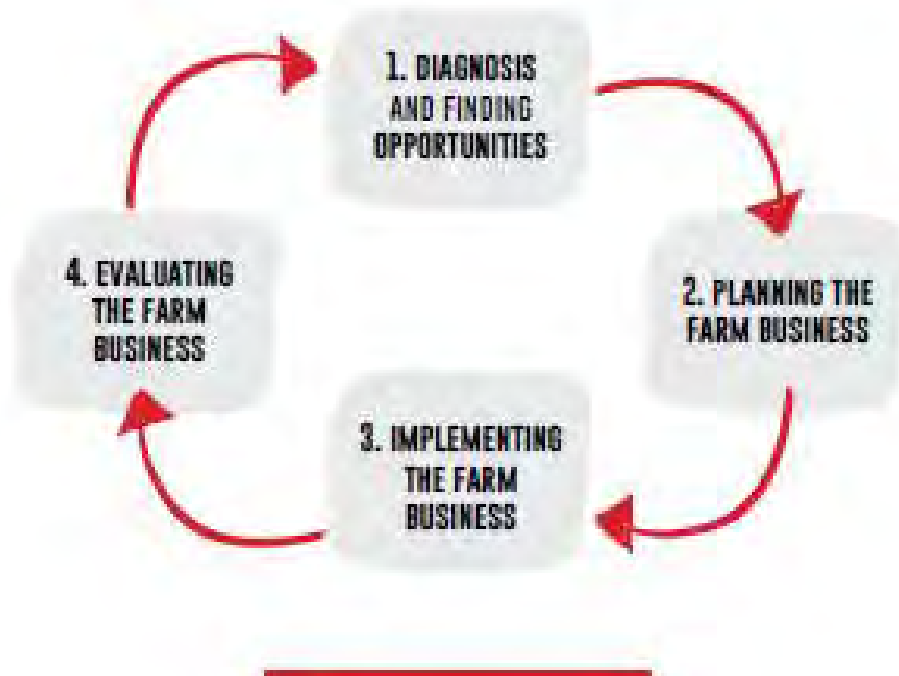 1. DIAGNOSIS
AND FINDING
OPPORTUNITIES
2. PLANNING THE
FARM BUSINESS
3. IMPLEMENTING
THE FARM
BUSINESS
4. EVALUATING
THE FARM
BUSINESS